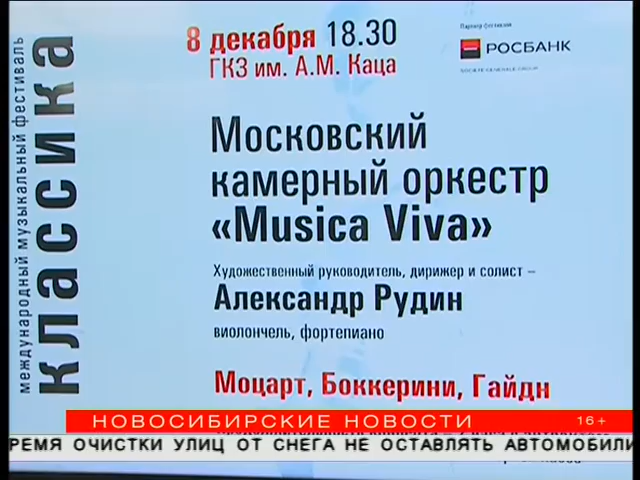 международный музыкальный фестиваль
классика
8 декабря 18.30
ГКЗ им. А.М. Каца
Партнер фестиваля
РОСБАНК
SOCIETE GENERALE GROUP
Московский
камерный оркестр
«Musica Viva»
Художественный руководитель, дирижер и солист –
Александр Рудин
виолончель, фортепиано
Моцарт, Боккерини, Гайдн
НОВОСИБИРСКИЕ НОВОСТИ 16+
РЕМЯ ОЧИСТКИ УЛИЦ ОТ СНЕГА НЕ ОСТАВЛЯТЬ АВТОМОБИЛИ